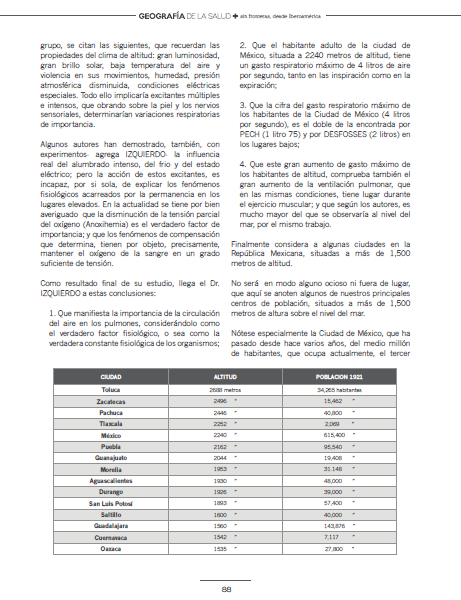 GEOGRAFÍA DE LA SALUD + sin fronteras, desde Iberoamérica
grupo, se citan las siguientes, que recuerdan las
propiedades del clima de altitud: gran luminosidad,
gran brillo solar, baja temperatura del aire y
violencia en sus movimientos, humedad, presión
atmosférica disminuida, condiciones eléctricas
especiales. Todo ello implicaría excitantes múltiples
e intensos, que obrando sobre la piel y los nervios
sensoriales, determinarían variaciones respiratorias
de importancia.
Algunos autores han demostrado, también, con
experimentos- agrega IZQUIERDO- la influencia
real del alumbrado intenso, del frío y del estado
eléctrico; pero la acción de estos excitantes, es
incapaz, por si sola, de explicar los fenómenos
fisiológicos acarreados por la permanencia en los
lugares elevados. En la actualidad se tiene por bien
averiguado que la disminución de la tensión parcial
del oxígeno (Anoxihemia) es el verdadero factor de
importancia; y que los fenómenos de compensación
que determina, tienen por objeto, precisamente,
mantener el oxígeno de la sangre en un grado
suficiente de tensión.
Como resultado final de su estudio, llega el Dr.
IZQUIERDO a estas conclusiones:
1. Que manifiesta la importancia de la circulación
del aire en los pulmones, considerándolo como
el verdadero factor fisiológico, o sea como la
verdadera constante fisiológica de los organismos;
2. Que el habitante adulto de la ciudad de
México, situada a 2240 metros de altitud, tiene
un gasto respiratorio máximo de 4 litros de aire
por segundo, tanto en las inspiración como en la
expiración;
3. Que la cifra del gasto respiratorio máximo de
los habitantes de la Ciudad de México (4 litros
por segundo), es el doble de la encontrada por
PECH (1 litro 75) y por DESFOSSES (2 litros) en
los lugares bajos;
4. Que este gran aumento de gasto máximo de
los habitantes de altitud, comprueba también el
gran aumento de la ventilación pulmonar, que
en las mismas condiciones, tiene lugar durante
el ejercicio muscular; y que según los autores, es
mucho mayor del que se observaría al nivel del
mar, por el mismo trabajo.
Finalmente considera a algunas ciudades en la
República Mexicana, situadas a más de 1,500
metros de altitud.
No será en modo alguno ocioso ni fuera de lugar,
que aquí se anoten algunos de nuestros principales
centros de población, situados a más de 1,500
metros de altura sobre el nivel del mar.
Nótese especialmente la Ciudad de México, que ha
pasado desde hace varios años, del medio millón
de habitantes, que ocupa actualmente, el tercer
CIUDAD ALTITUD POBLACION 1921
Toluca 2688 metros 34,265 habitantes
Zacatecas 2496 " 15,462 "
Pachuca 2446 " 40,800 "
Tlaxcala 2252 " 2,069 "
México 2240 " 615,400 "
Puebla 2162 " 95,540 "
Guanajuato 2044 " 19,408 "
Morelia 1953 " 31.148 "
Aguascalientes 1930 " 48,000 "
Durango 1926 " 39,000 "
San Luis Potosí 1893 " 57,400 "
Saltillo 1600 " 40,000 "
Guadalajara 1560 " 143,876 "
Cuernavaca 1542 " 7,117 "
Oaxaca 1535 " 27,800 "
88